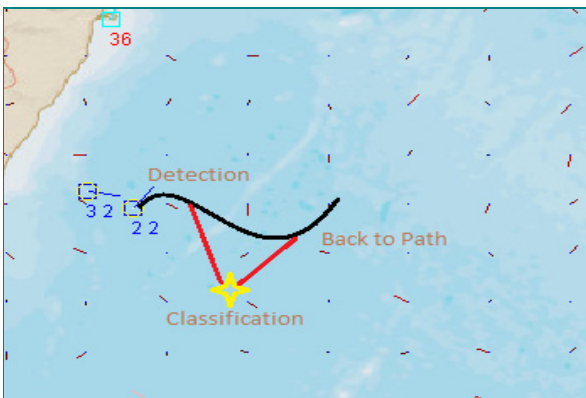 36
Detection
3 2
2 2
Back to Path
Classification